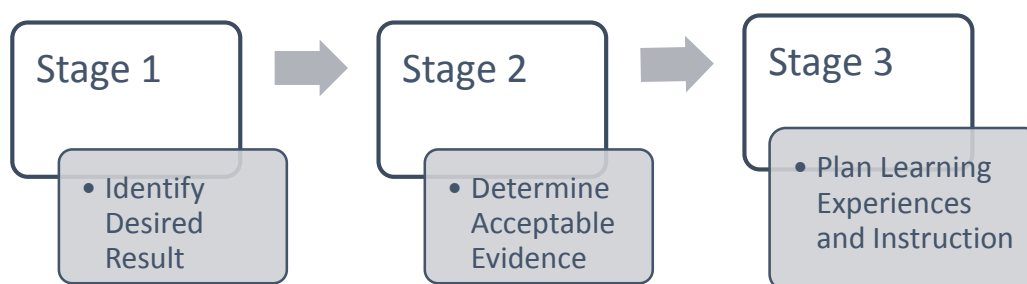 Stage 1
• Identify
Desired
Result
Stage 2
• Determine
Acceptable
Evidence
Stage 3
• Plan Learning
Experiences
and Instruction